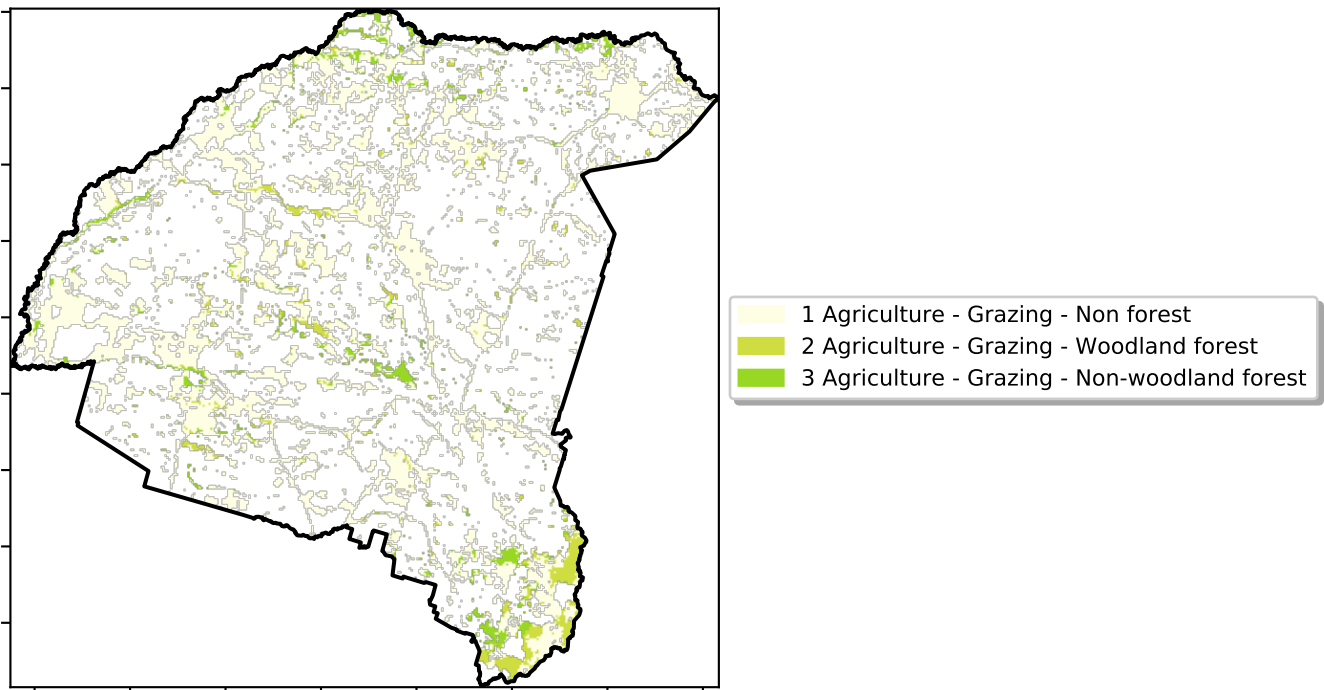 1 Agriculture - Grazing - Non forest
2 Agriculture - Grazing - Woodland forest
3 Agriculture - Grazing - Non-woodland forest